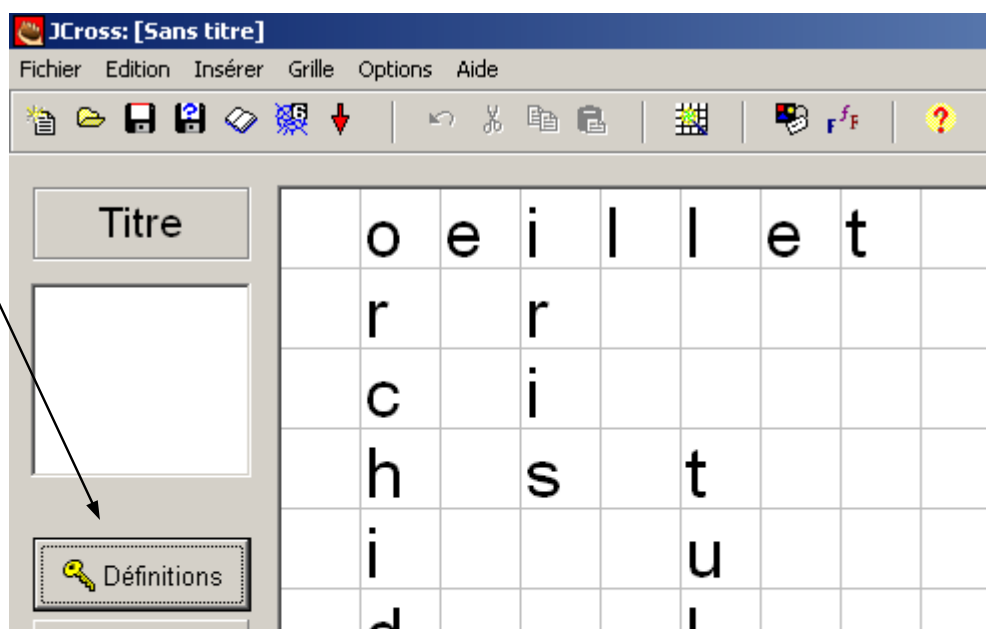 JCross: [Sans titre]
Fichier Edition Insérer Grille Options Aide
Titre
o e i l l e t
r r
c i
h s t
i u
d l
Définitions